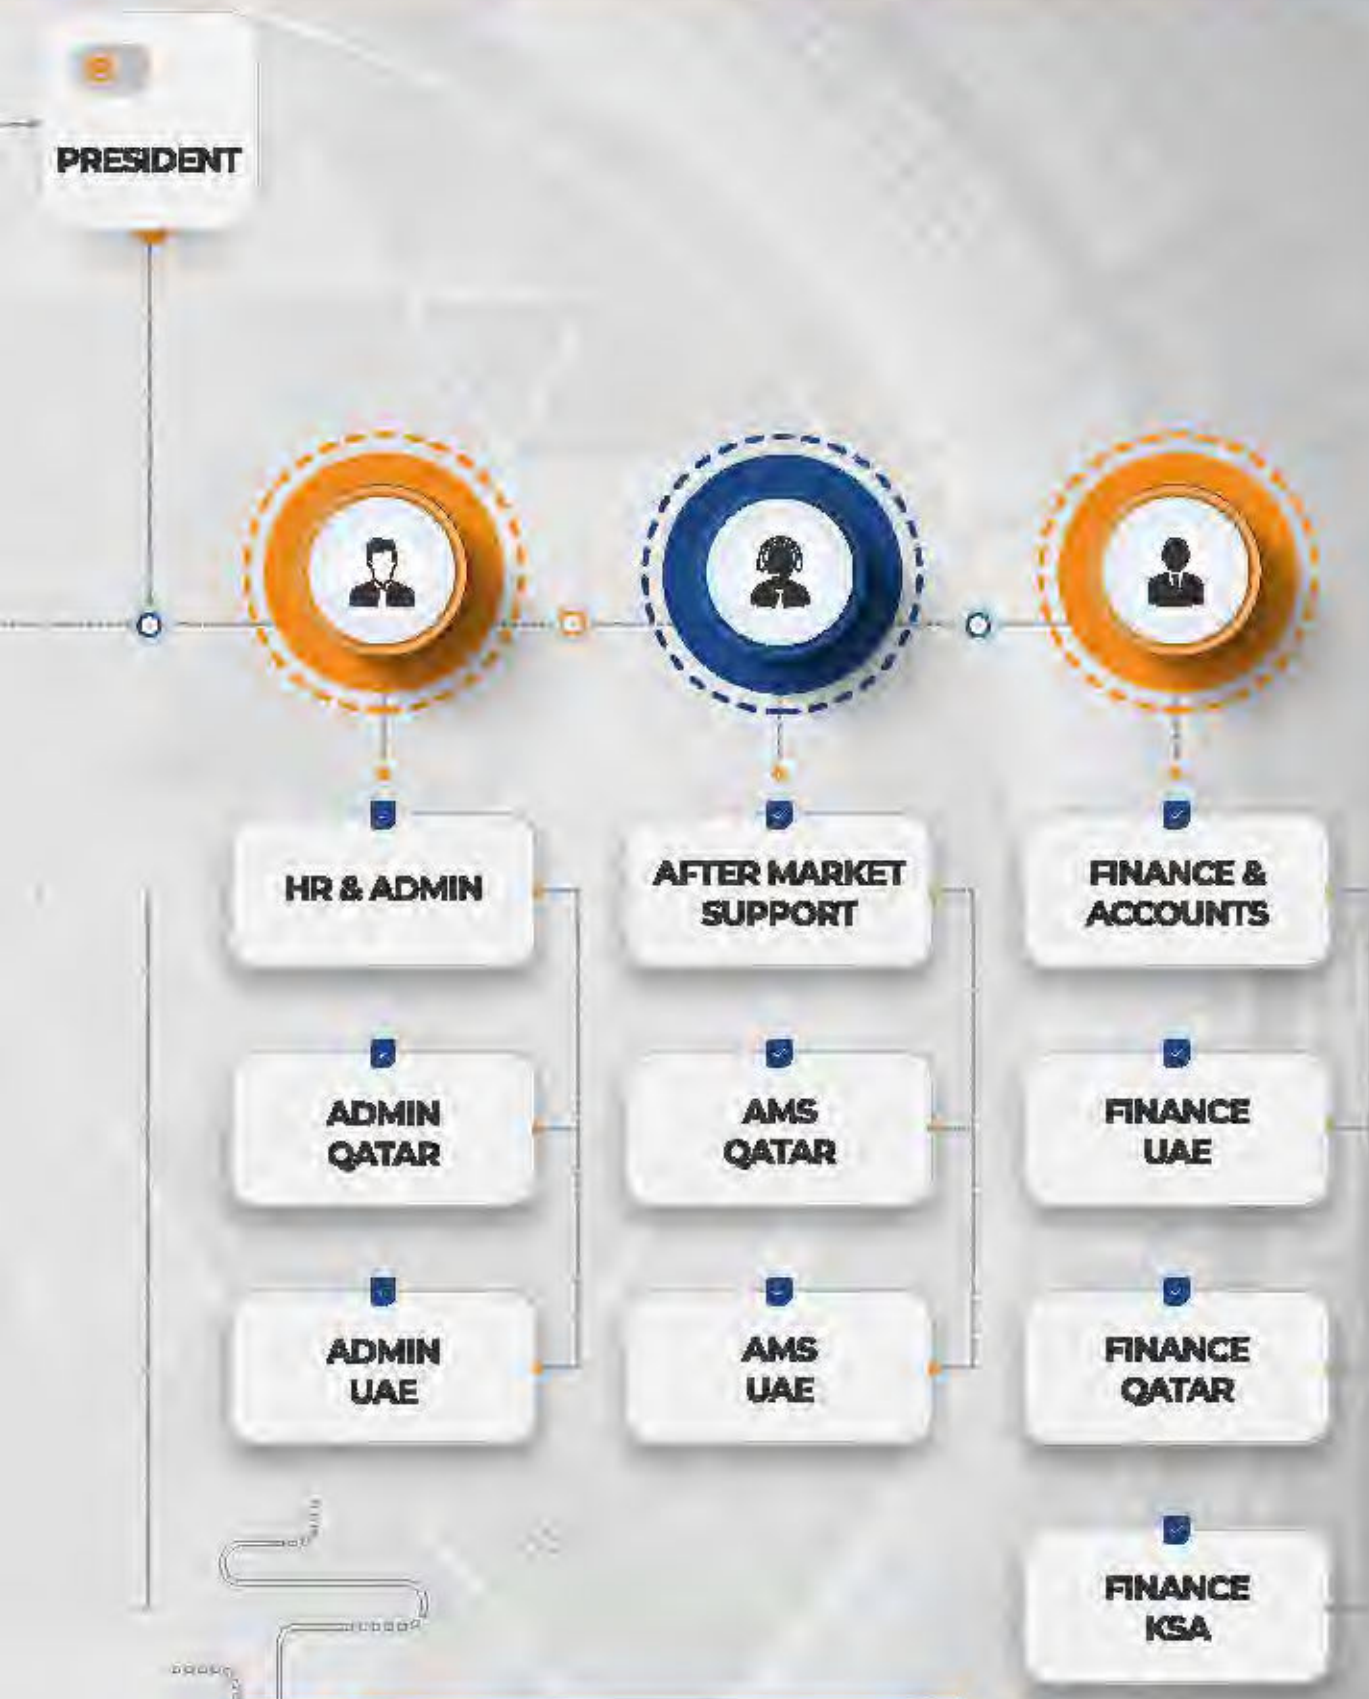 PRESIDENT
HR & ADMIN
ADMIN
QATAR
ADMIN
UAE
AFTER MARKET
SUPPORT
AMS
QATAR
AMS
UAE
FINANCE &
ACCOUNTS
FINANCE
UAE
FINANCE
QATAR
FINANCE
KSA